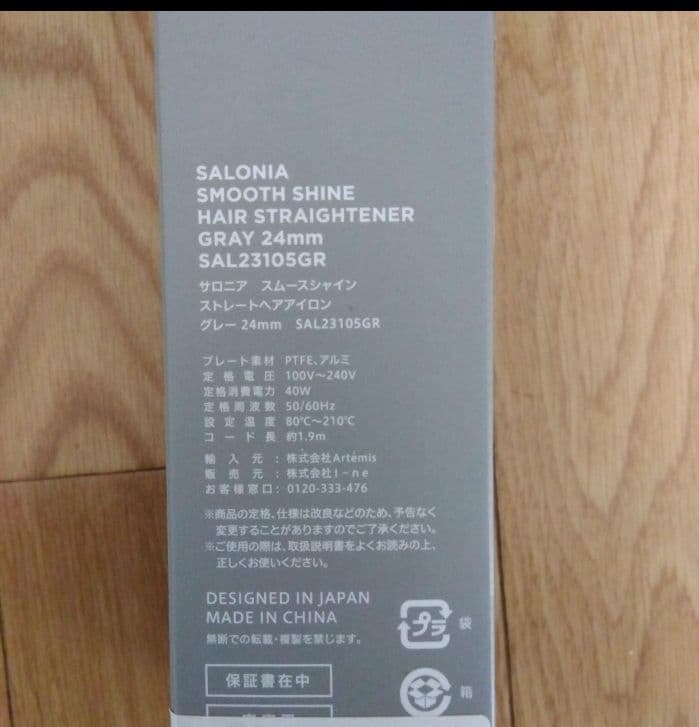 SALONIA
SMOOTH SHINE
HAIR STRAIGHTENER
GRAY 24mm
SAL23105GR
サロニア スムースシャイン
ストレートヘアアイロン
グレー 24mm SAL23105GR
プレート素材 PTFE、アルミ
定格電圧 100V〜240V
定格消費電力 40W
定格周波数 50/60Hz
設定温度 80℃〜210℃
コード長 約1.9m
輸入元:株式会社Artémis
販売元:株式会社I-ne
お客様窓口:0120-333-476
※商品の定格、仕様は改良などのため、予告なく
変更することがありますのでご了承ください。
※ご使用の際は、取扱説明書をよくお読みの上、
正しくお使いください。
DESIGNED IN JAPAN
MADE IN CHINA
無断での転載・複製を禁じます。
プラ 袋
保証書在中
箱